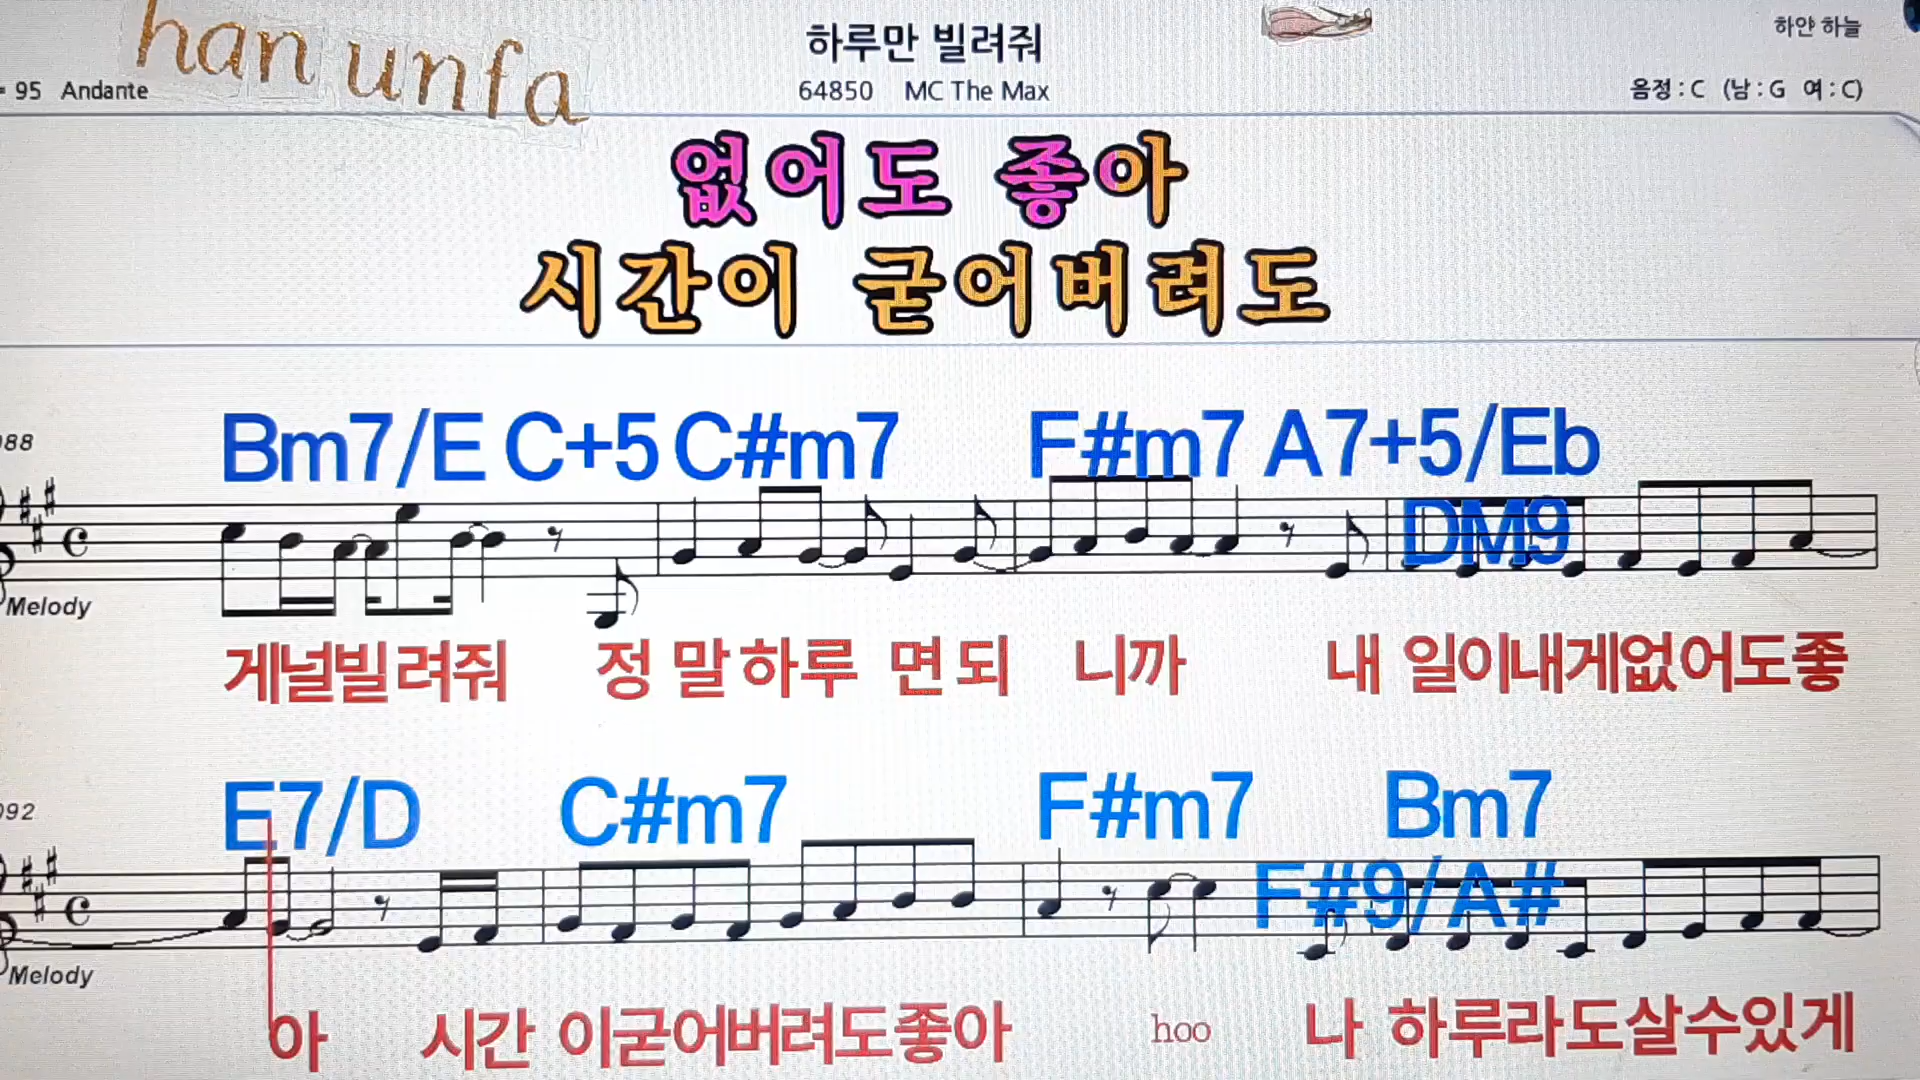 han unfa
하루만 빌려줘
하얀 하늘
= 95 Andante
64850 MC The Max
음정 : C (남 : G 여 : C)
없어도 좋아
시간이 굳어버려도
Bm7/E C+5 C#m7 F#m7 A7+5/Eb
DM9
Melody
게널빌려줘 정말하루 면되 니까 내 일이내게없어도좋
E7/D C#m7 F#m7 Bm7
F#9/A#
Melody
아 시간 이굳어버려도좋아 hoo 나 하루라도살수있게